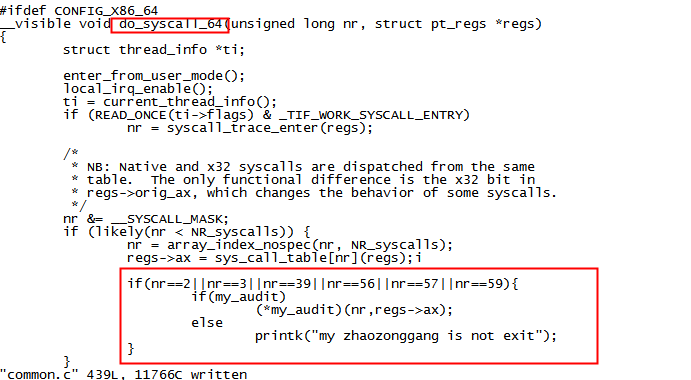 #ifdef CONFIG_X86_64
__visible void do_syscall_64(unsigned long nr, struct pt_regs *regs)
{
        struct thread_info *ti;

        enter_from_user_mode();
        local_irq_enable();
        ti = current_thread_info();
        if (READ_ONCE(ti->flags) & _TIF_WORK_SYSCALL_ENTRY)
                nr = syscall_trace_enter(regs);

        /*
         * NB: Native and x32 syscalls are dispatched from the same
         * table.  The only functional difference is the x32 bit in
         * regs->orig_ax, which changes the behavior of some syscalls.
         */
        nr &= __SYSCALL_MASK;
        if (likely(nr < NR_syscalls)) {
                nr = array_index_nospec(nr, NR_syscalls);
                regs->ax = sys_call_table[nr](regs);i

                if(nr==2||nr==3||nr==39||nr==56||nr==57||nr==59){
                        if(my_audit)
                                (*my_audit)(nr,regs->ax);
                        else
                                printk("my zhaozonggang is not exit");
                }
        }
"common.c" 439L, 11766C written